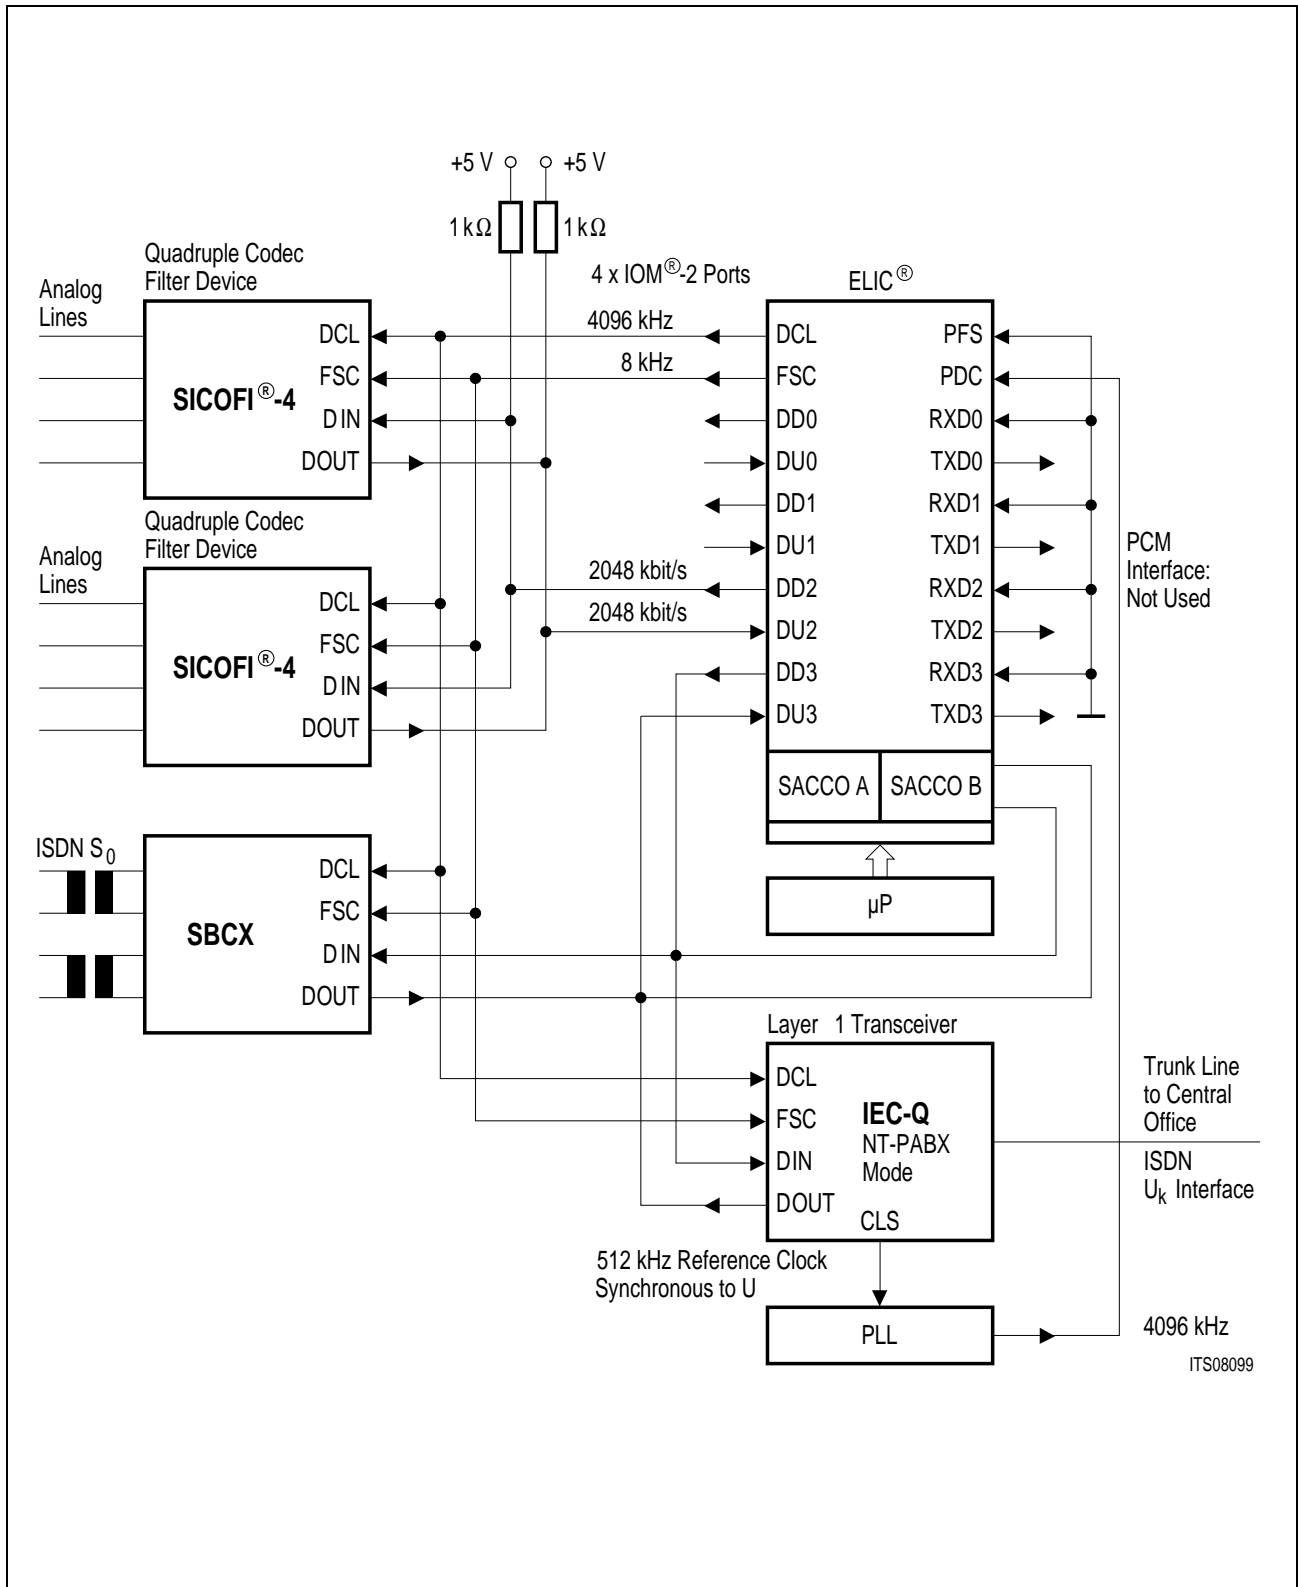 +5 V
+5 V
1 kΩ
1 kΩ
Quadruple Codec
Filter Device
4 x IOM®-2 Ports
ELIC®
Analog
Lines
SICOFI®-4
DCL
FSC
DIN
DOUT
4096 kHz
8 kHz
DCL
FSC
DD0
DU0
DD1
DU1
DD2
DU2
DD3
DU3
PFS
PDC
RXD0
TXD0
RXD1
TXD1
RXD2
TXD2
RXD3
TXD3
PCM
Interface:
Not Used
Quadruple Codec
Filter Device
Analog
Lines
SICOFI®-4
DCL
FSC
DIN
DOUT
2048 kbit/s
2048 kbit/s
SACCO A
SACCO B
µP
ISDN S0
SBCX
DCL
FSC
DIN
DOUT
Layer 1 Transceiver
DCL
FSC
DIN
DOUT
IEC-Q
NT-PABX
Mode
CLS
Trunk Line
to Central
Office
ISDN
Uk Interface
512 kHz Reference Clock
Synchronous to U
PLL
4096 kHz
ITS08099